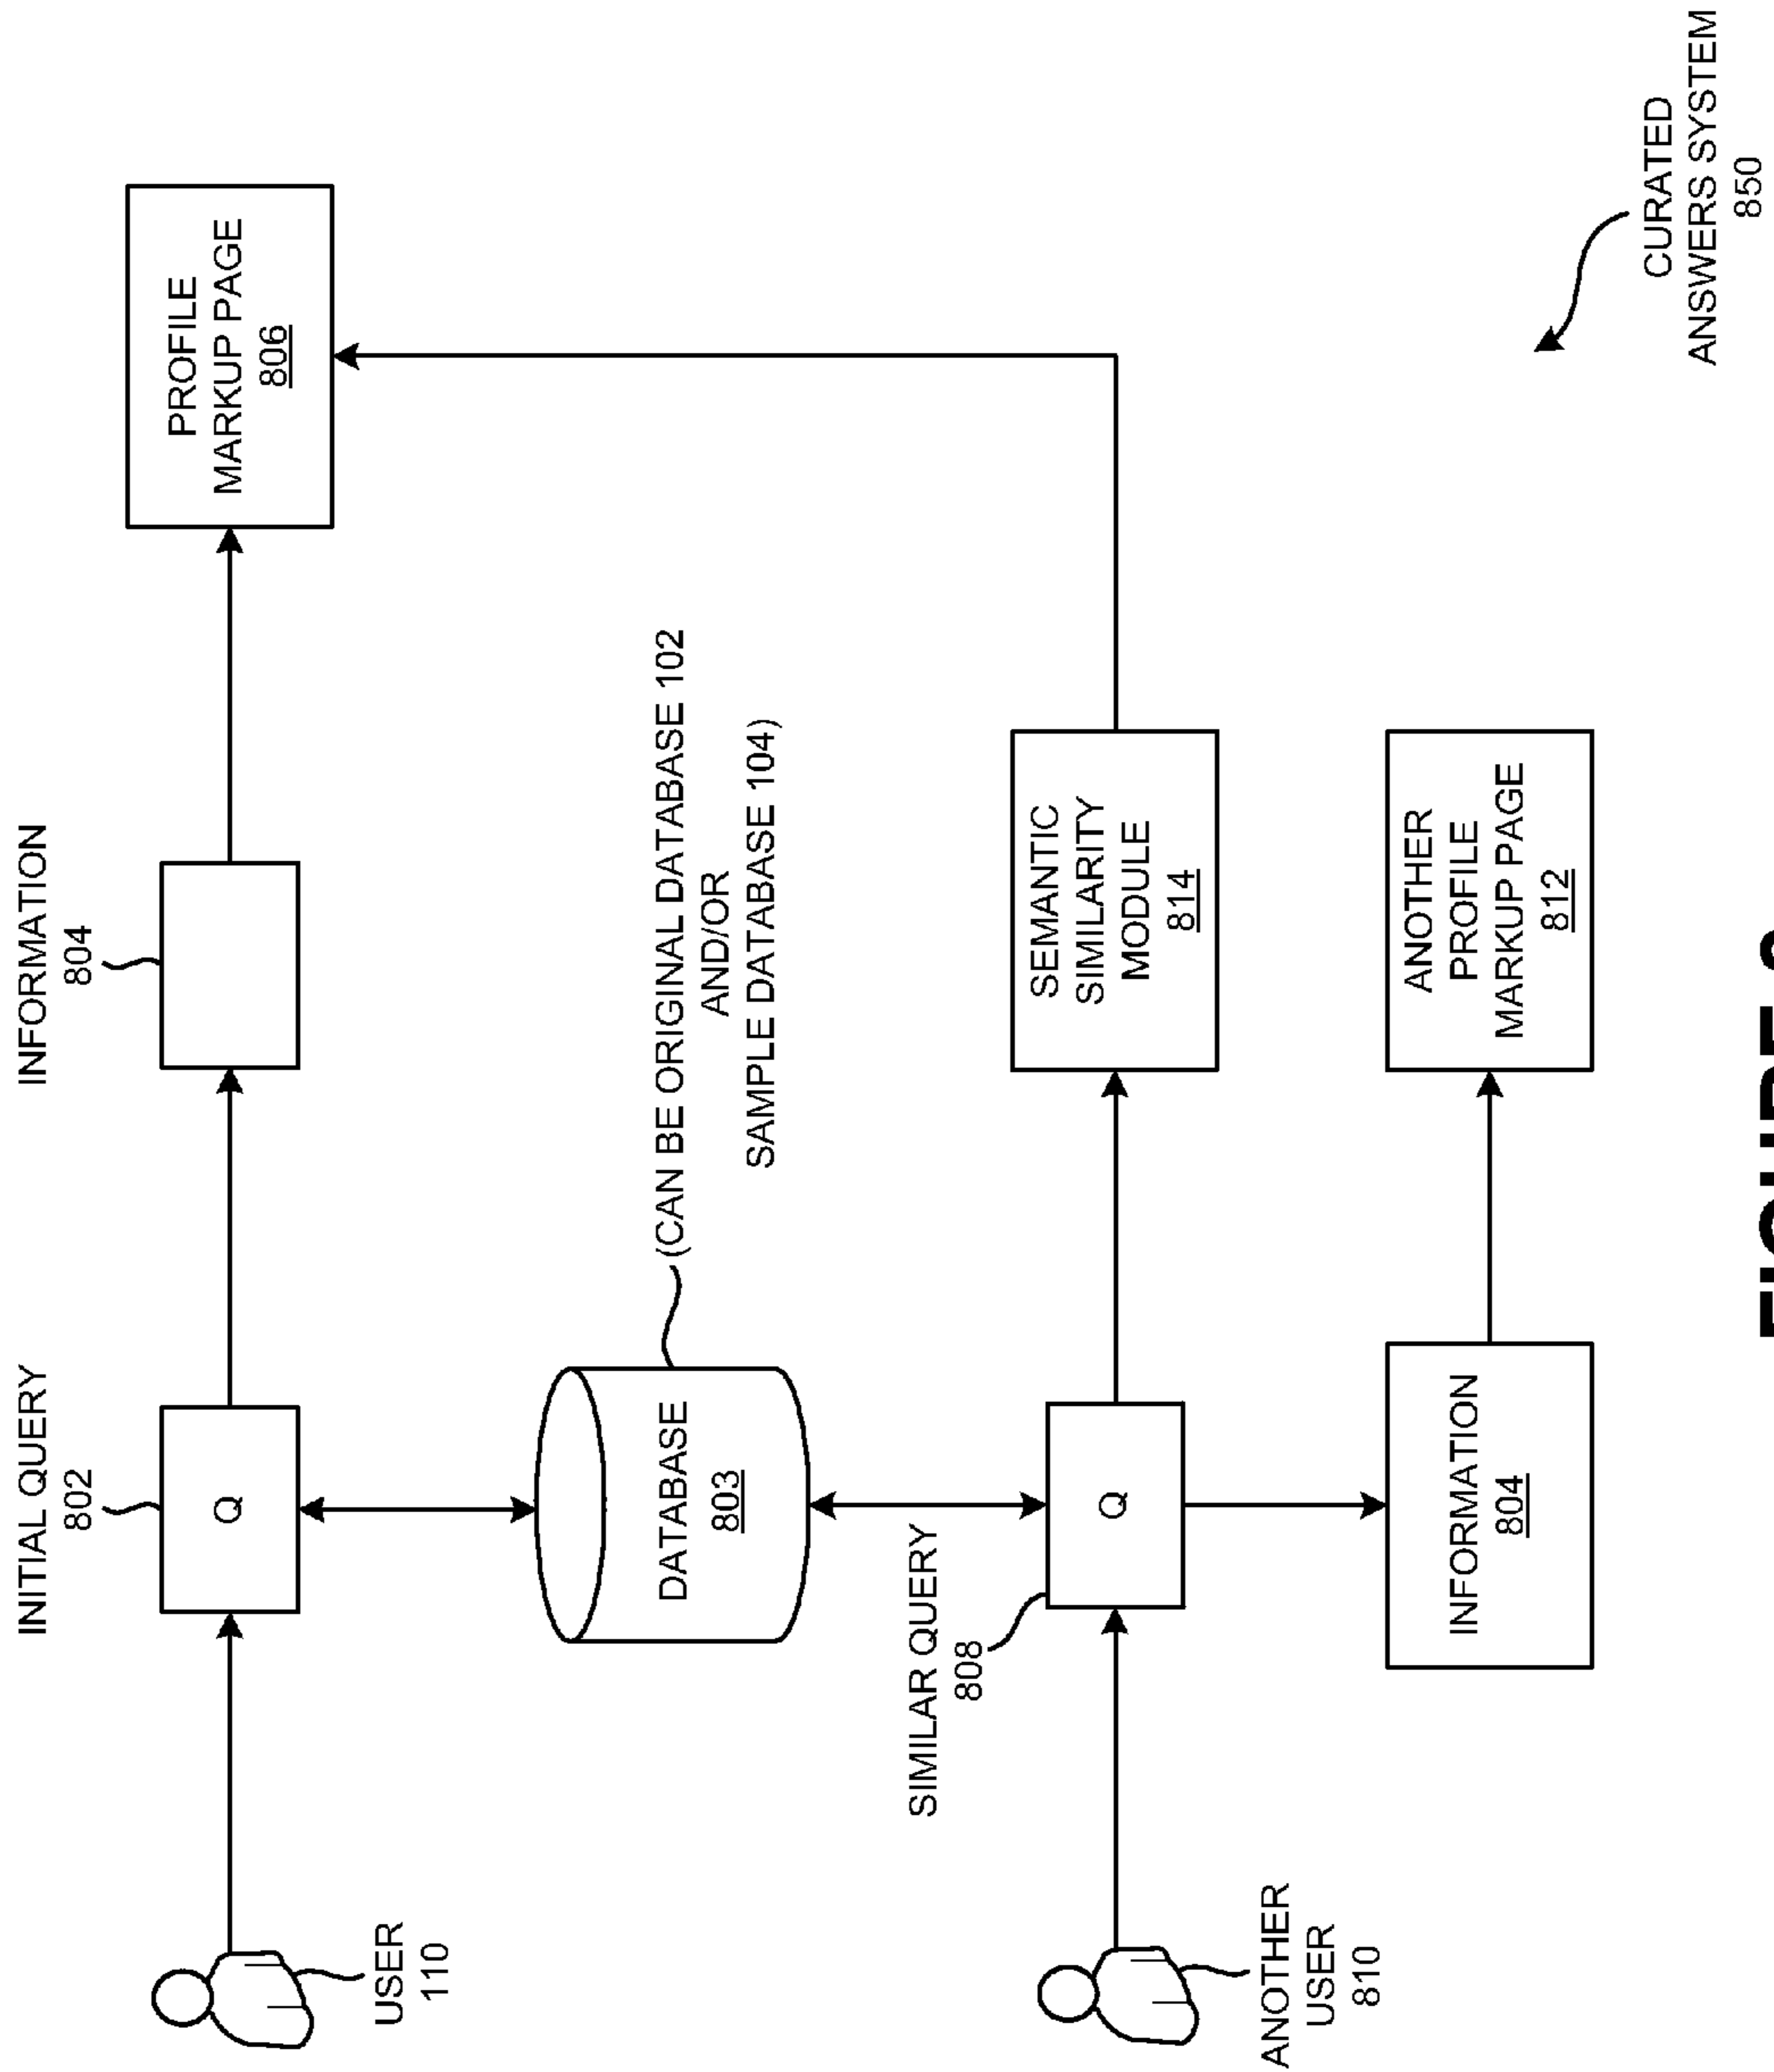 INITIAL QUERY
802
INFORMATION
804
Q
PROFILE
MARKUP PAGE
806
USER
110
DATABASE
803
(CAN BE ORIGINAL DATABASE 102
AND/OR
SAMPLE DATABASE 104)
SIMILAR QUERY
808
Q
SEMANTIC
SIMILARITY
MODULE
814
ANOTHER
USER
810
INFORMATION
804
ANOTHER
PROFILE
MARKUP PAGE
812
CURATED
ANSWERS SYSTEM
850